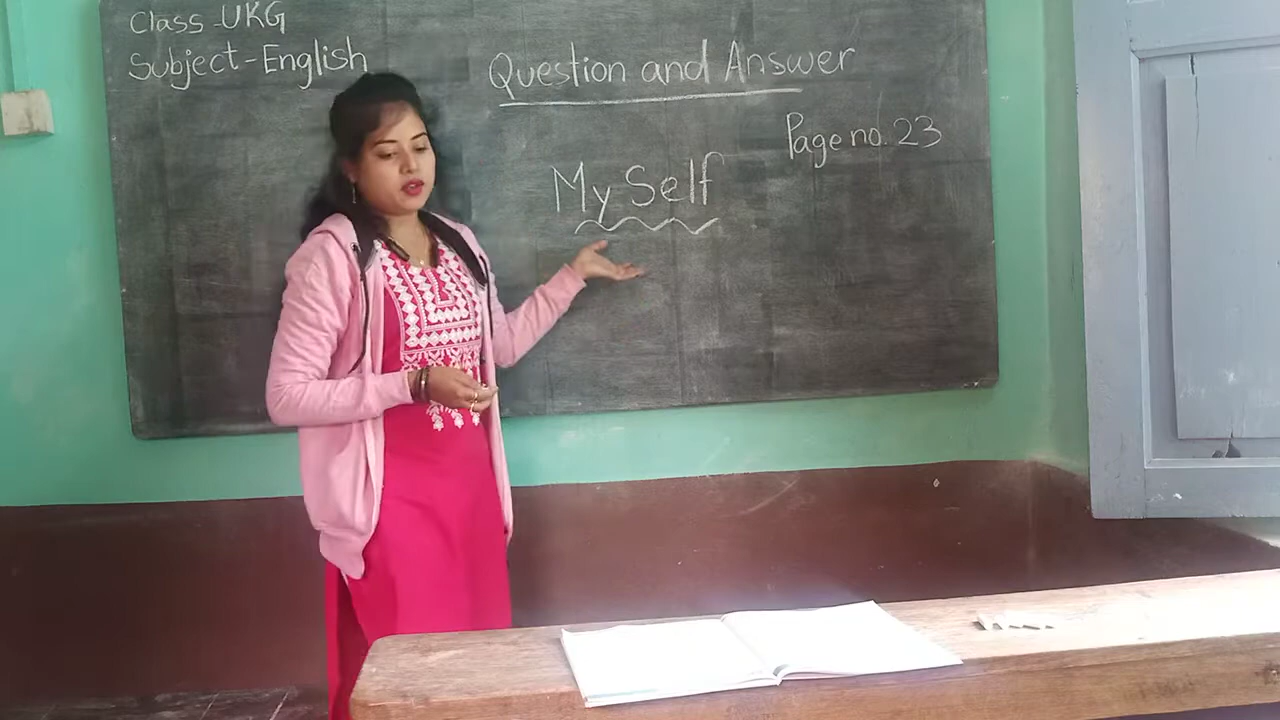 Class-UKG
Subject-English
Question and Answer
Page no. 23
My Self